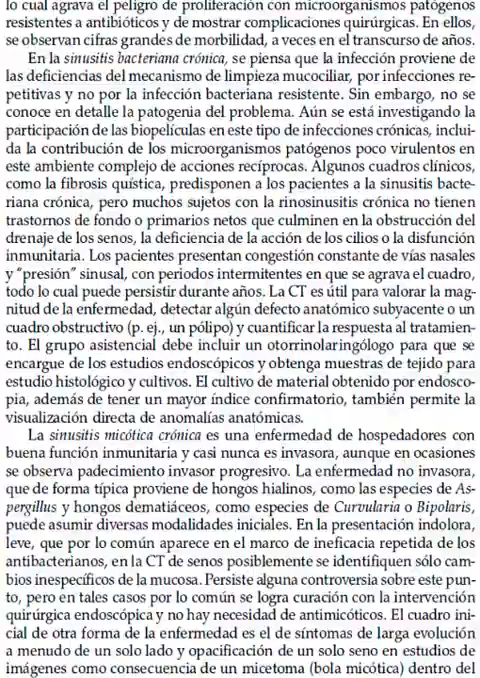 lo cual agrava el peligro de proliferación con microorganismos patógenos
resistentes a antibióticos y de mostrar complicaciones quirúrgicas. En ellos,
se observan cifras grandes de morbilidad, a veces en el transcurso de años.
En la sinusitis bacteriana crónica, se piensa que la infección proviene de
las deficiencias del mecanismo de limpieza mucociliar, por infecciones re-
petitivas y no por la infección bacteriana resistente. Sin embargo, no se
conoce en detalle la patogenia del problema. Aún se está investigando la
participación de las biopelículas en este tipo de infecciones crónicas, inclui-
da la contribución de los microorganismos patógenos poco virulentos en
este ambiente complejo de acciones recíprocas. Algunos cuadros clínicos,
como la fibrosis quística, predisponen a los pacientes a la sinusitis bacte-
riana crónica, pero muchos sujetos con la rinosinusitis crónica no tienen
trastornos de fondo o primarios netos que culminen en la obstrucción del
drenaje de los senos, la deficiencia de la acción de los cilios o la disfunción
inmunitaria. Los pacientes presentan congestión constante de vías nasales
y "presión" sinusal, con periodos intermitentes en que se agrava el cuadro,
todo lo cual puede persistir durante años. La CT es útil para valorar la mag-
nitud de la enfermedad, detectar algún defecto anatómico subyacente o un
cuadro obstructivo (p. ej., un pólipo) y cuantificar la respuesta al tratamien-
to. El grupo asistencial debe incluir un otorrinolaringólogo para que se
encargue de los estudios endoscópicos y obtenga muestras de tejido para
estudio histológico y cultivos. El cultivo de material obtenido por endosco-
pia, además de tener un mayor índice confirmatorio, también permite la
visualización directa de anomalías anatómicas.
La sinusitis micótica crónica es una enfermedad de hospedadores con
buena función inmunitaria y casi nunca es invasora, aunque en ocasiones
se observa padecimiento invasor progresivo. La enfermedad no invasora,
que de forma típica proviene de hongos hialinos, como las especies de As-
pergillus y hongos dematiáceos, como especies de Curvularia o Bipolaris,
puede asumir diversas modalidades iniciales. En la presentación indolora,
leve, que por lo común aparece en el marco de ineficacia repetida de los
antibacterianos, en la CT de senos posiblemente se identifiquen sólo cam-
bios inespecíficos de la mucosa. Persiste alguna controversia sobre este pun-
to, pero en tales casos por lo común se logra curación con la intervención
quirúrgica endoscópica y no hay necesidad de antimicóticos. El cuadro ini-
cial de otra forma de la enfermedad es el de síntomas de larga evolución
a menudo de un solo lado y opacificación de un solo seno en estudios de
imágenes como consecuencia de un micetoma (bola micótica) dentro del